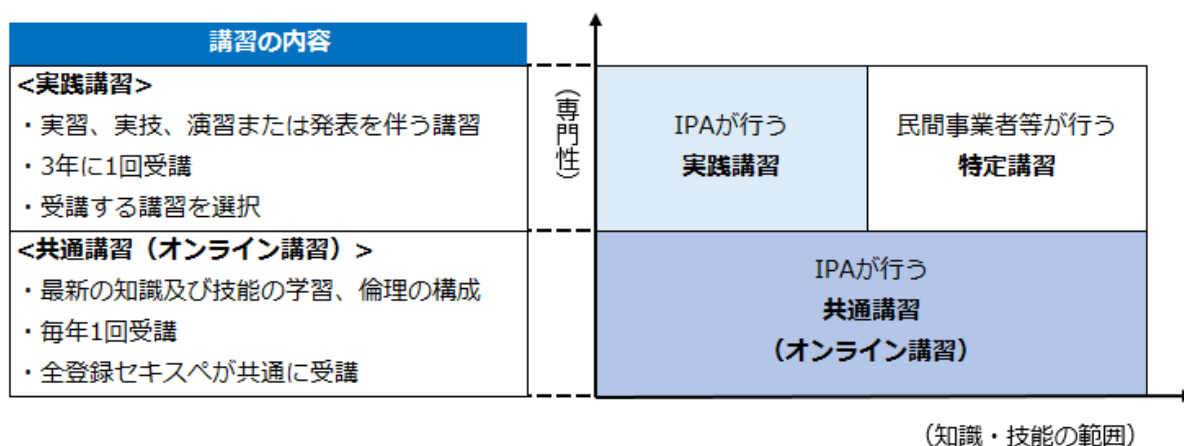 講習の内容
<実践講習>
・実習、実技、演習または発表を伴う講習
・3年に1回受講
・受講する講習を選択
<共通講習（オンライン講習）>
・最新の知識及び技能の学習、倫理の構成
・毎年1回受講
・全登録セキスペが共通に受講
（専門性）
IPAが行う
実践講習
民間事業者等が行う
特定講習
IPAが行う
共通講習
（オンライン講習）
（知識・技能の範囲）